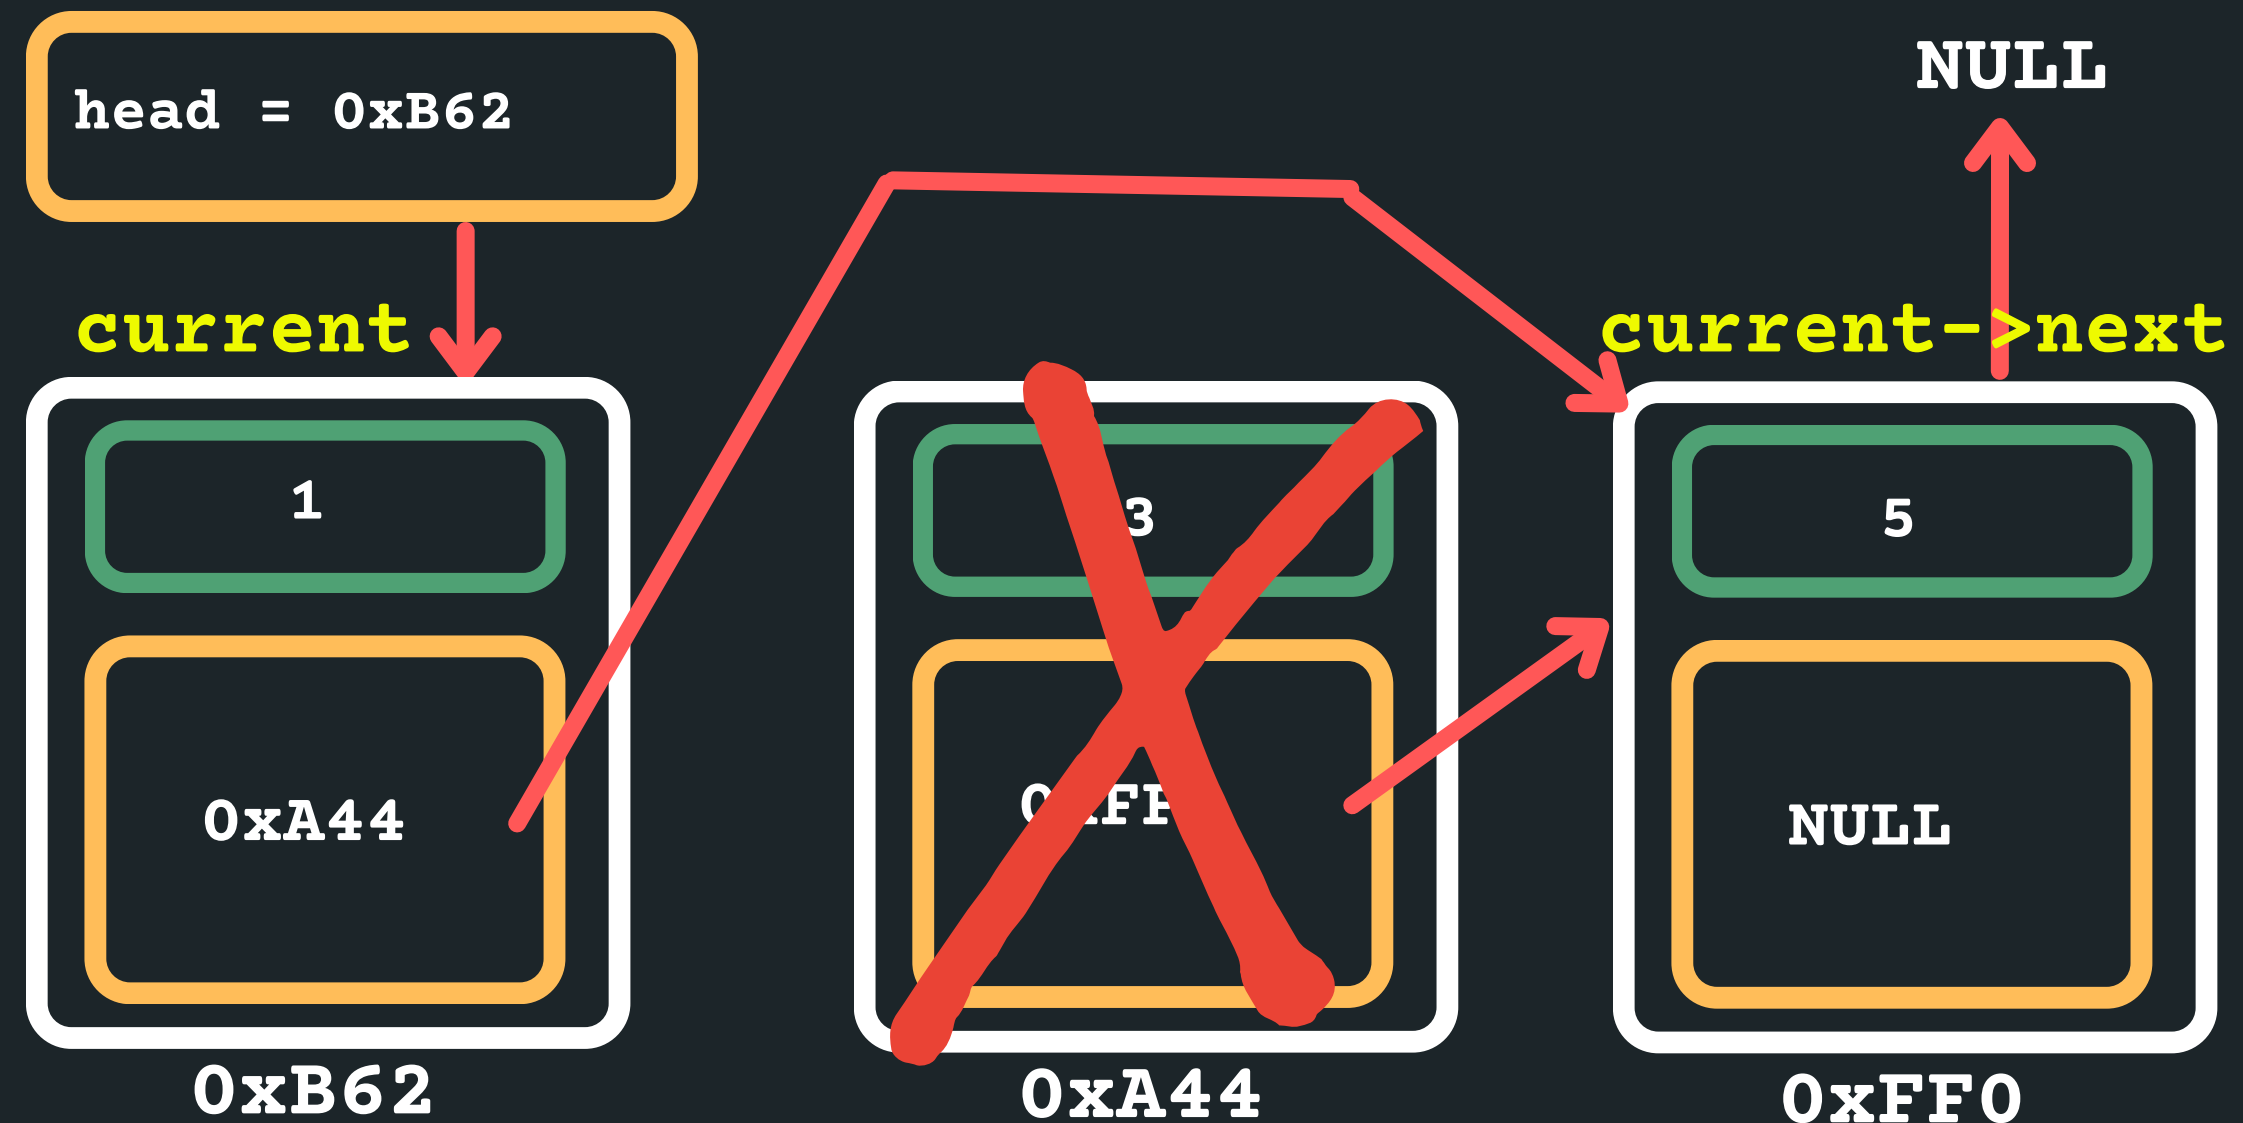 head = 0xB62
NULL
current
current->next
1
3
5
0xA44
NULL
0xB62
0xA44
0xFF0